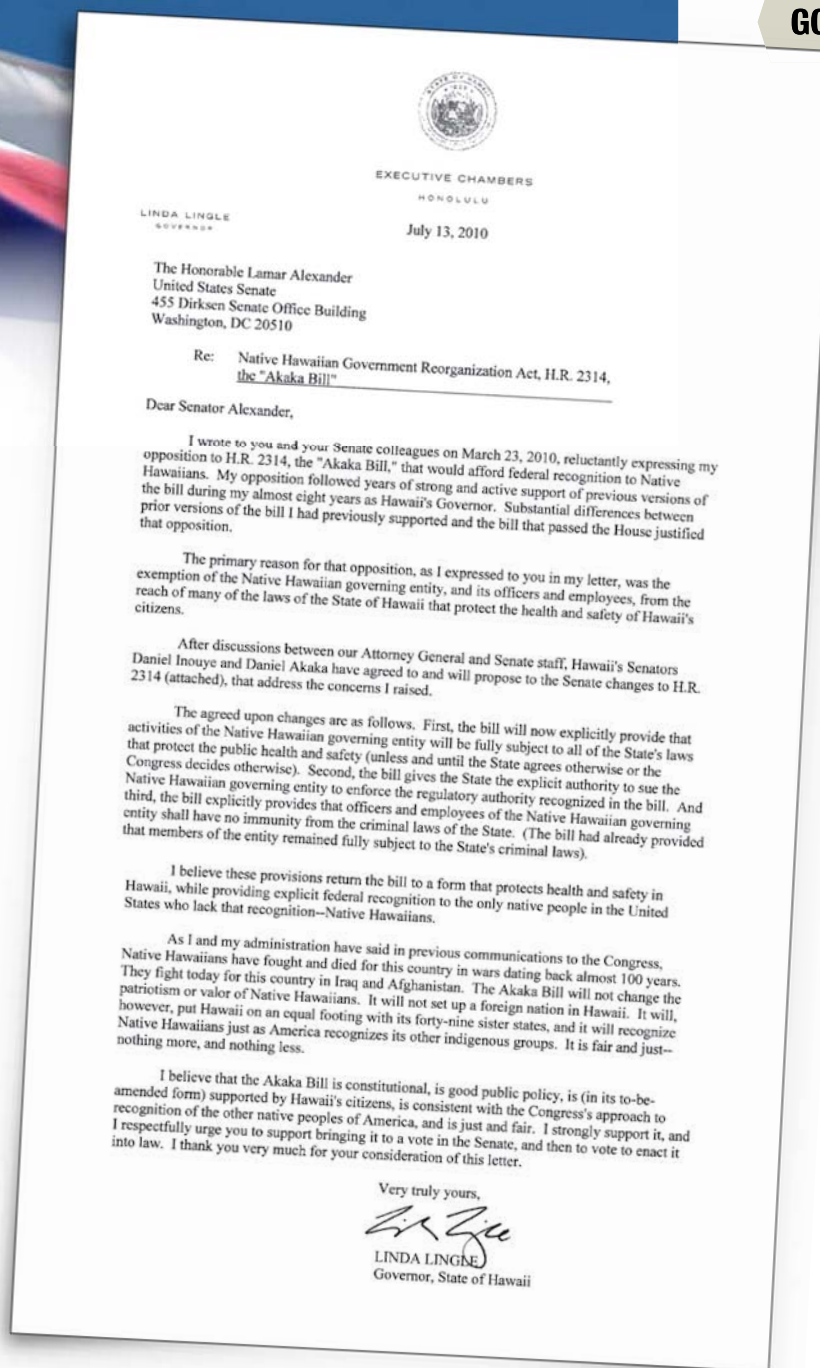 GO
EXECUTIVE CHAMBERS
HONOLULU
LINDA LINGLE
GOVERNOR
July 13, 2010
The Honorable Lamar Alexander
United States Senate
455 Dirksen Senate Office Building
Washington, DC 20510
Re: Native Hawaiian Government Reorganization Act, H.R. 2314,
the "Akaka Bill"
Dear Senator Alexander,
I wrote to you and your Senate colleagues on March 23, 2010, reluctantly expressing my
opposition to H.R. 2314, the "Akaka Bill," that would afford federal recognition to Native
Hawaiians. My opposition followed years of strong and active support of previous versions of
the bill during my almost eight years as Hawaii's Governor. Substantial differences between
prior versions of the bill I had previously supported and the bill that passed the House justified
that opposition.
The primary reason for that opposition, as I expressed to you in my letter, was the
exemption of the Native Hawaiian governing entity, and its officers and employees, from the
reach of many of the laws of the State of Hawaii that protect the health and safety of Hawaii's
citizens.
After discussions between our Attorney General and Senate staff, Hawaii's Senators
Daniel Inouye and Daniel Akaka have agreed to and will propose to the Senate changes to H.R.
2314 (attached), that address the concerns I raised.
The agreed upon changes are as follows. First, the bill will now explicitly provide that
activities of the Native Hawaiian governing entity will be fully subject to all of the State's laws
that protect the public health and safety (unless and until the State agrees otherwise or the
Congress decides otherwise). Second, the bill gives the State the explicit authority to sue the
Native Hawaiian governing entity to enforce the regulatory authority recognized in the bill. And
third, the bill explicitly provides that officers and employees of the Native Hawaiian governing
entity shall have no immunity from the criminal laws of the State. (The bill had already provided
that members of the entity remained fully subject to the State's criminal laws).
I believe these provisions return the bill to a form that protects health and safety in
Hawaii, while providing explicit federal recognition to the only native people in the United
States who lack that recognition--Native Hawaiians.
As I and my administration have said in previous communications to the Congress,
Native Hawaiians have fought and died for this country in wars dating back almost 100 years.
They fight today for this country in Iraq and Afghanistan. The Akaka Bill will not change the
patriotism or valor of Native Hawaiians. It will not set up a foreign nation in Hawaii. It will,
however, put Hawaii on an equal footing with its forty-nine sister states, and it will recognize
Native Hawaiians just as America recognizes its other indigenous groups. It is fair and just--
nothing more, and nothing less.
I believe that the Akaka Bill is constitutional, is good public policy, is (in its to-be-
amended form) supported by Hawaii's citizens, is consistent with the Congress's approach to
recognition of the other native peoples of America, and is just and fair. I strongly support it, and
I respectfully urge you to support bringing it to a vote in the Senate, and then to vote to enact it
into law. I thank you very much for your consideration of this letter.
Very truly yours,
LINDA LINGLE
Governor, State of Hawaii